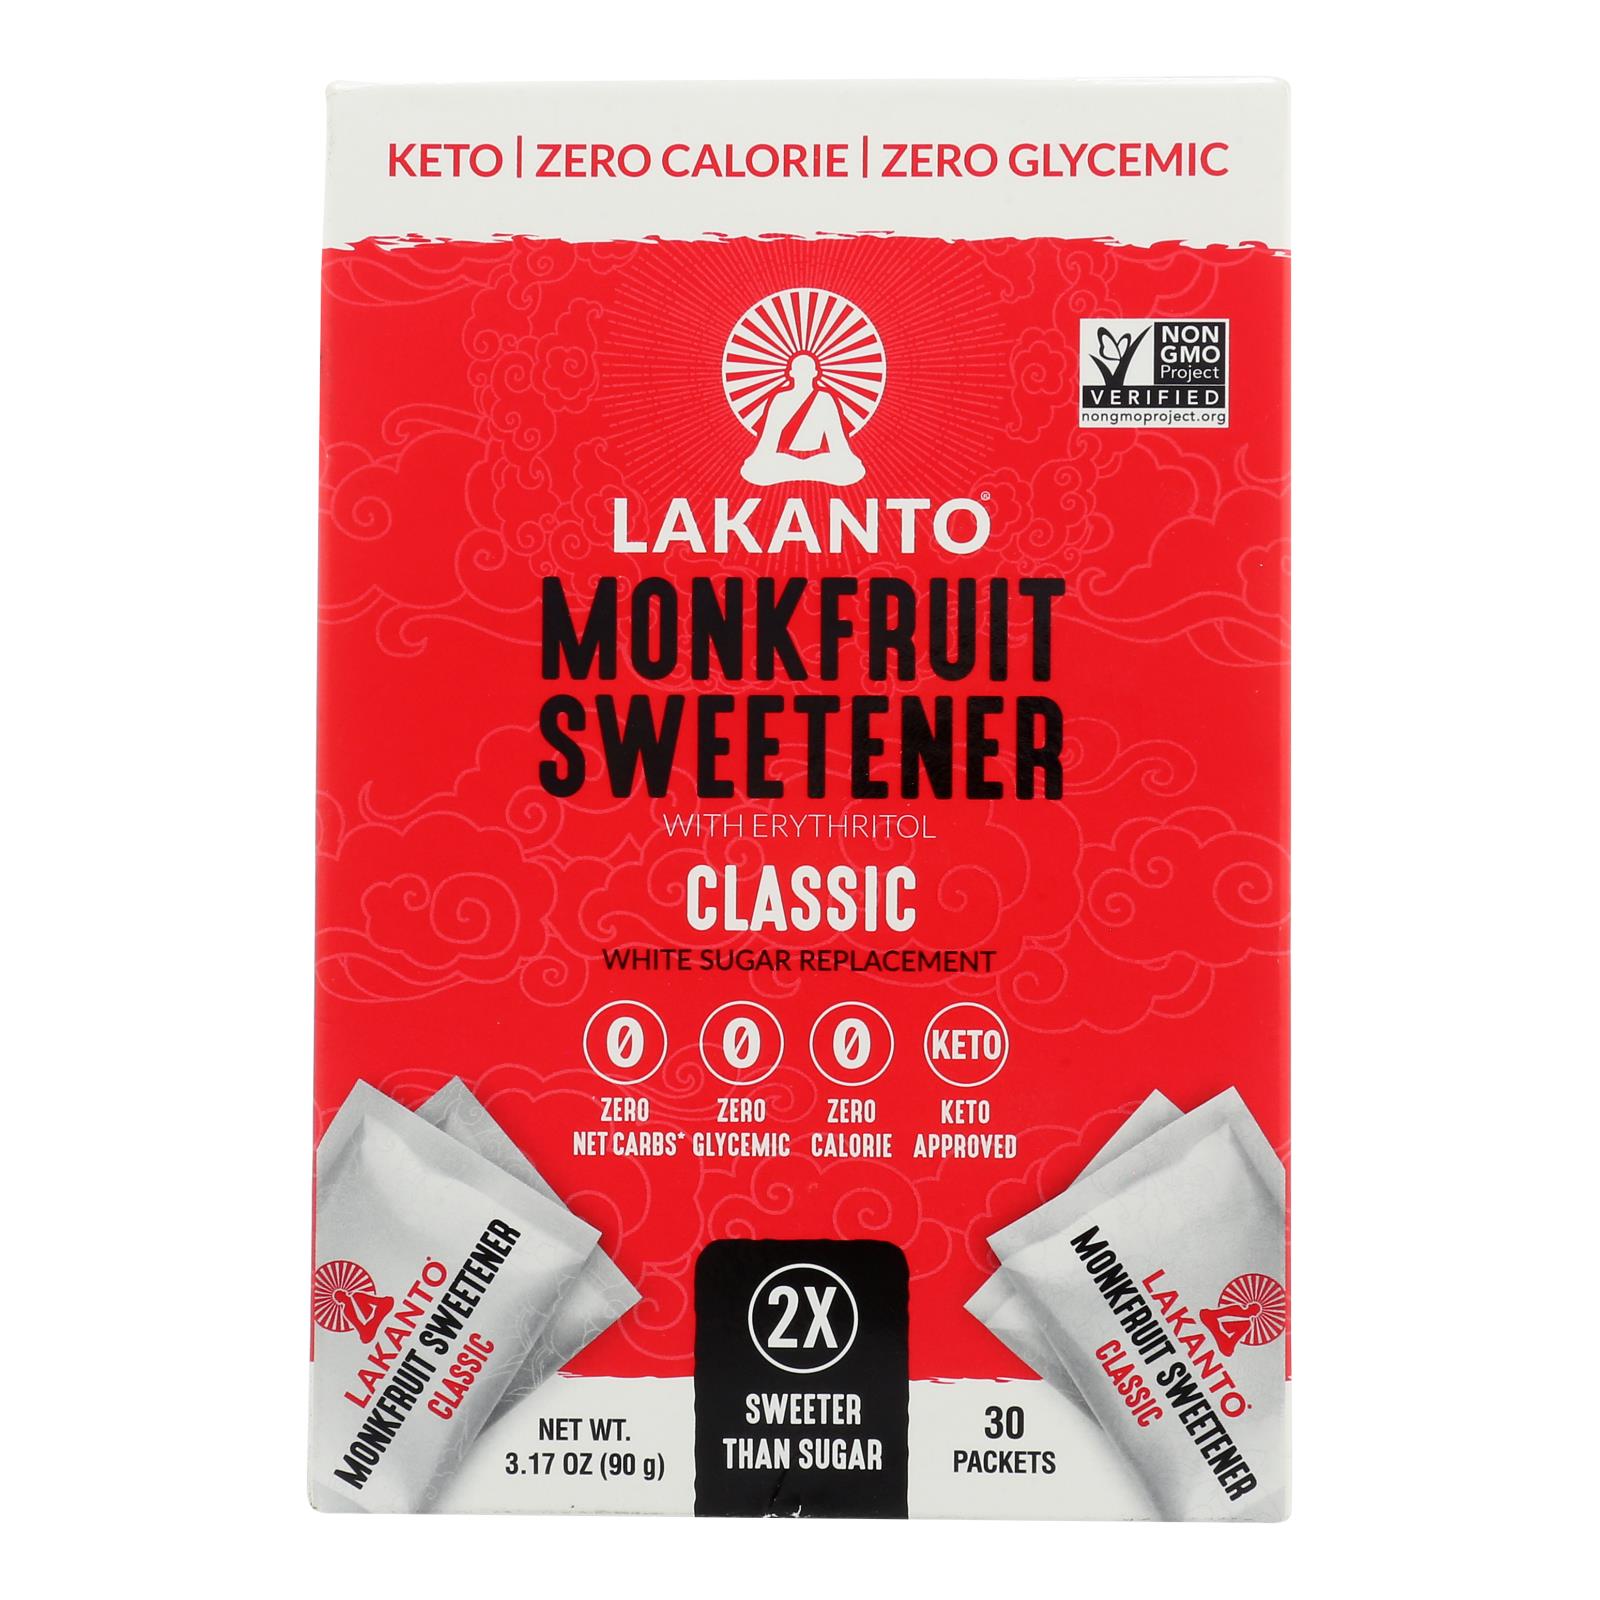 KETO | ZERO CALORIE | ZERO GLYCEMIC
NON
GMO
Project
VERIFIED
nongmoproject.org
LAKANTO®
MONKFRUIT
SWEETENER
WITH ERYTHRITOL
CLASSIC
WHITE SUGAR REPLACEMENT
0 0 0 KETO
ZERO NET CARBS*
ZERO GLYCEMIC
ZERO CALORIE
KETO APPROVED
LAKANTO
MONKFRUIT SWEETENER
CLASSIC
NET WT.
3.17 OZ (90 g)
2X
SWEETER
THAN SUGAR
30
PACKETS
LAKANTO
MONKFRUIT SWEETENER
CLASSIC